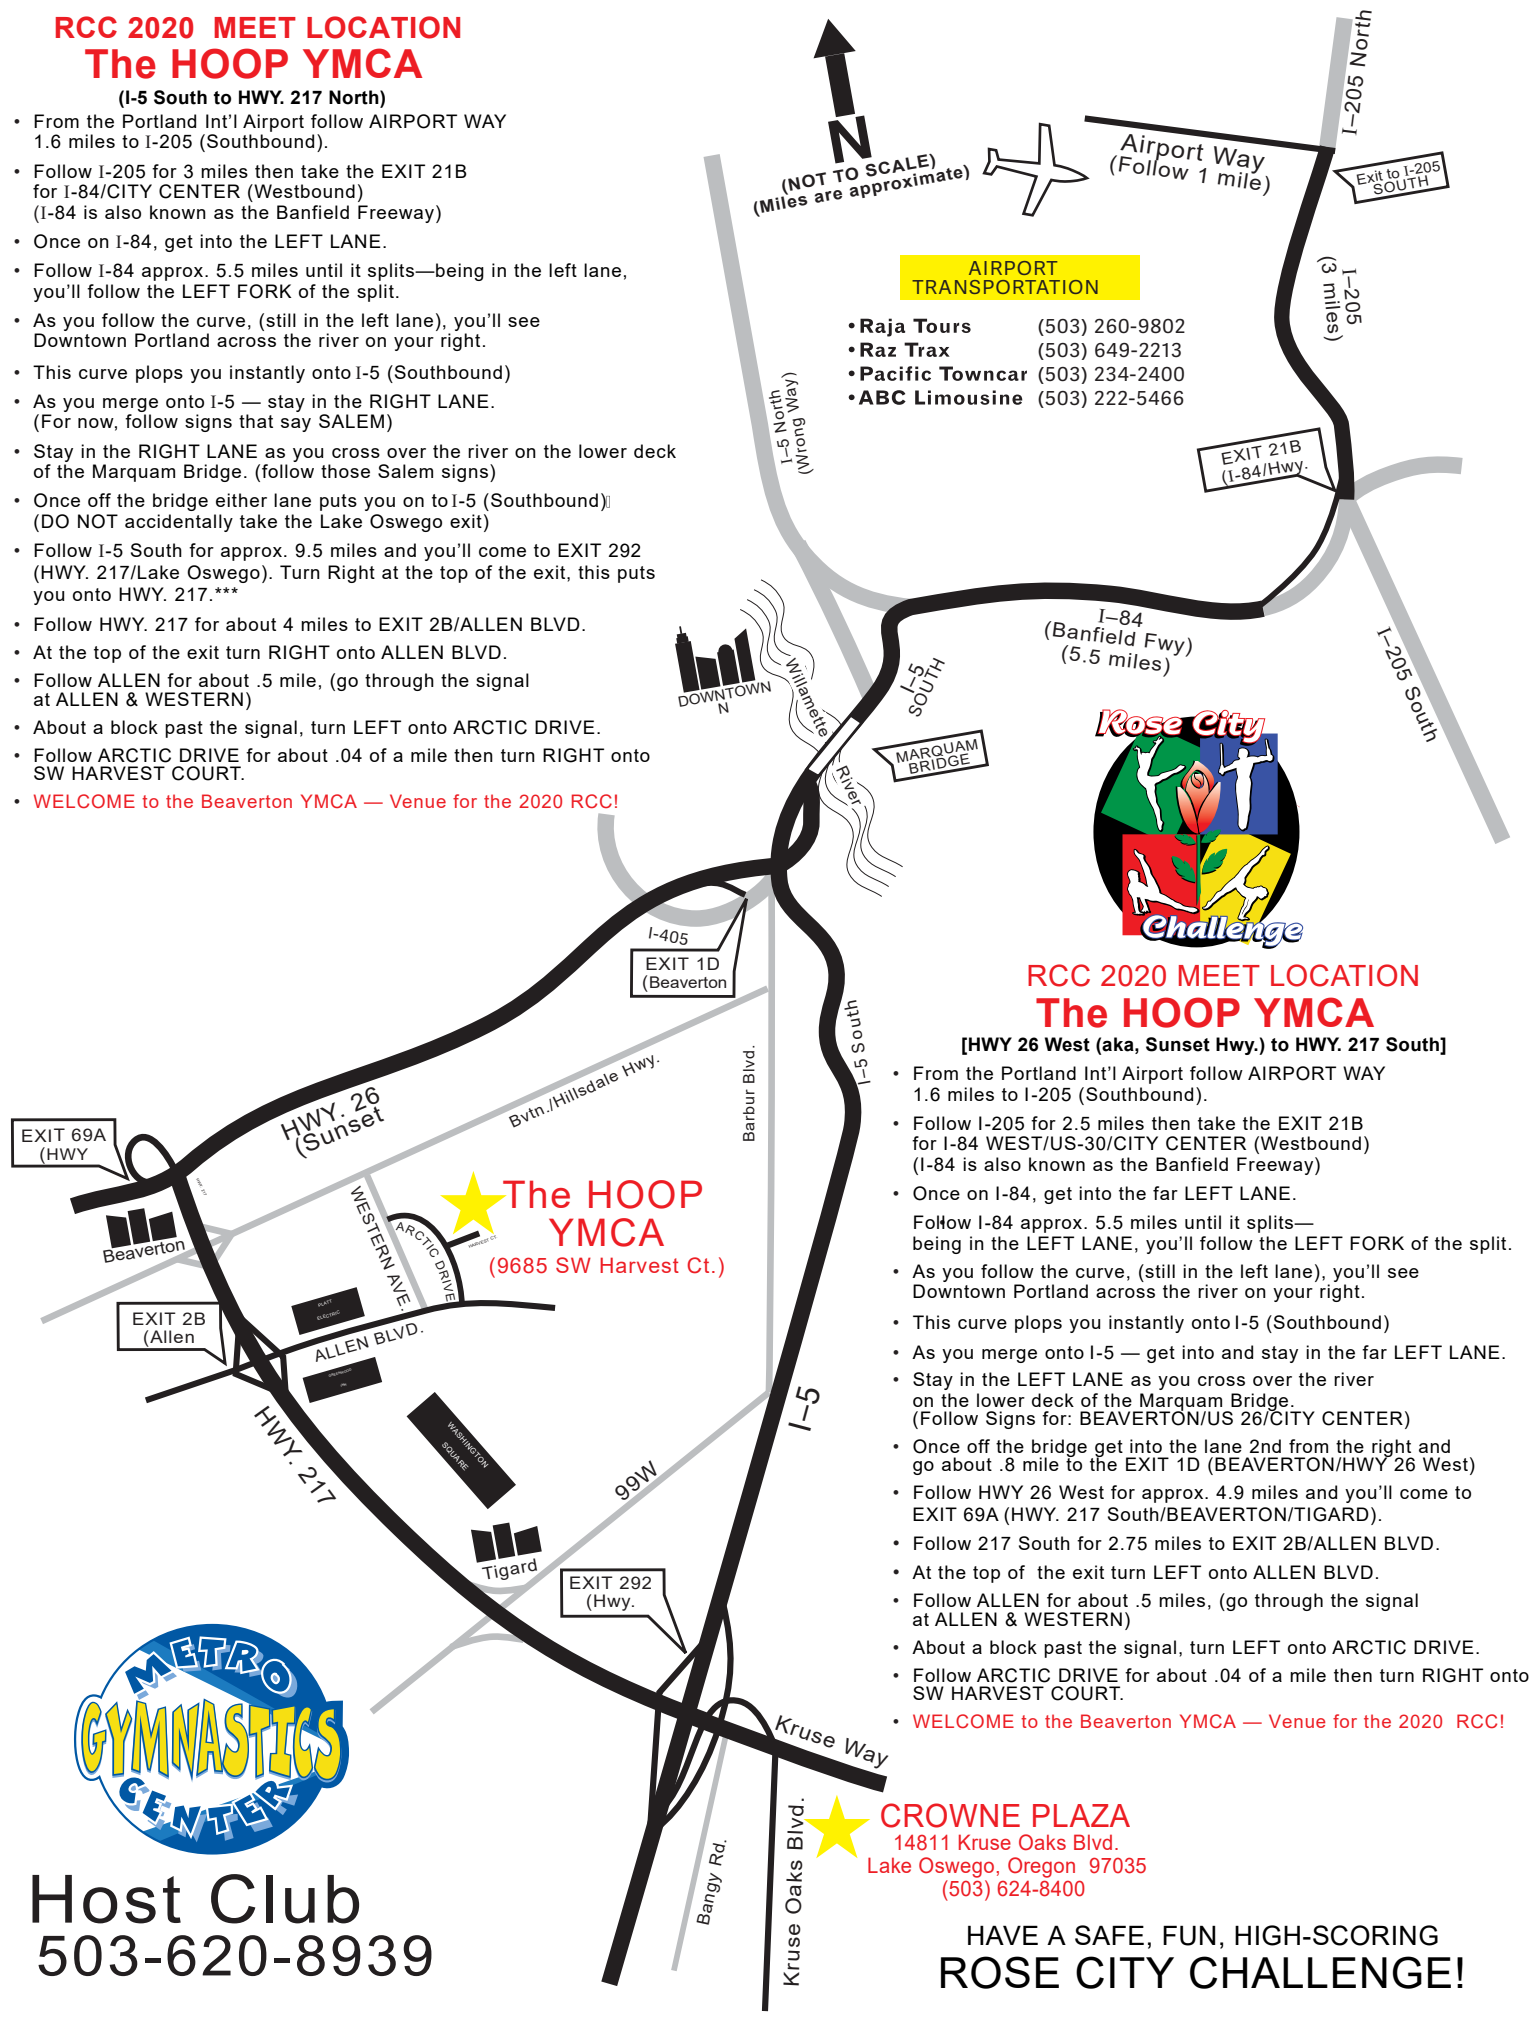 RCC 2020 MEET LOCATION
The HOOP YMCA
(I-5 South to HWY. 217 North)
• From the Portland Int'l Airport follow AIRPORT WAY
1.6 miles to I-205 (Southbound).
• Follow I-205 for 3 miles then take the EXIT 21B
for I-84/CITY CENTER (Westbound)
(I-84 is also known as the Banfield Freeway)
• Once on I-84, get into the LEFT LANE.
• Follow I-84 approx. 5.5 miles until it splits—being in the left lane,
you'll follow the LEFT FORK of the split.
• As you follow the curve, (still in the left lane), you'll see
Downtown Portland across the river on your right.
• This curve plops you instantly onto I-5 (Southbound)
• As you merge onto I-5 — stay in the RIGHT LANE.
(For now, follow signs that say SALEM)
• Stay in the RIGHT LANE as you cross over the river on the lower deck
of the Marquam Bridge. (follow those Salem signs)
• Once off the bridge either lane puts you on to I-5 (Southbound)
(DO NOT accidentally take the Lake Oswego exit)
• Follow I-5 South for approx. 9.5 miles and you'll come to EXIT 292
(HWY. 217/Lake Oswego). Turn Right at the top of the exit, this puts
you onto HWY. 217.***
• Follow HWY. 217 for about 4 miles to EXIT 2B/ALLEN BLVD.
• At the top of the exit turn RIGHT onto ALLEN BLVD.
• Follow ALLEN for about .5 mile, (go through the signal
at ALLEN & WESTERN)
• About a block past the signal, turn LEFT onto ARCTIC DRIVE.
• Follow ARCTIC DRIVE for about .04 of a mile then turn RIGHT onto
SW HARVEST COURT.
• WELCOME to the Beaverton YMCA — Venue for the 2020 RCC!
N
(NOT TO SCALE)
(Miles are approximate)
Airport Way
(Follow 1 mile)
I–205 North
Exit to I-205
SOUTH
I–205
(3 miles)
AIRPORT
TRANSPORTATION
• Raja Tours (503) 260-9802
• Raz Trax (503) 649-2213
• Pacific Towncar (503) 234-2400
• ABC Limousine (503) 222-5466
I–5 North
(Wrong Way)
EXIT 21B
(I-84/Hwy.
I–84
(Banfield Fwy)
(5.5 miles)
I–205 South
DOWNTOWN
N
Willamette
River
I–5
SOUTH
MARQUAM
BRIDGE
Rose City
Challenge
I-405
EXIT 1D
(Beaverton
I–5 South
Barbur Blvd.
Bvtn./Hillsdale Hwy.
HWY. 26
(Sunset
EXIT 69A
(HWY
HWY. 217
Beaverton
WESTERN AVE.
ARCTIC DRIVE
HARVEST CT.
The HOOP
YMCA
(9685 SW Harvest Ct.)
EXIT 2B
(Allen
PLATT
ELECTRIC
ALLEN BLVD.
WASHINGTON
SQUARE
HWY. 217
I–5
99W
Tigard
EXIT 292
(Hwy.
Kruse Way
Bangy Rd.
Kruse Oaks Blvd.
RCC 2020 MEET LOCATION
The HOOP YMCA
[HWY 26 West (aka, Sunset Hwy.) to HWY. 217 South]
• From the Portland Int'l Airport follow AIRPORT WAY
1.6 miles to I-205 (Southbound).
• Follow I-205 for 2.5 miles then take the EXIT 21B
for I-84 WEST/US-30/CITY CENTER (Westbound)
(I-84 is also known as the Banfield Freeway)
• Once on I-84, get into the far LEFT LANE.
• Follow I-84 approx. 5.5 miles until it splits—
being in the LEFT LANE, you'll follow the LEFT FORK of the split.
• As you follow the curve, (still in the left lane), you'll see
Downtown Portland across the river on your right.
• This curve plops you instantly onto I-5 (Southbound)
• As you merge onto I-5 — get into and stay in the far LEFT LANE.
• Stay in the LEFT LANE as you cross over the river
on the lower deck of the Marquam Bridge.
(Follow Signs for: BEAVERTON/US 26/CITY CENTER)
• Once off the bridge get into the lane 2nd from the right and
go about .8 mile to the EXIT 1D (BEAVERTON/HWY 26 West)
• Follow HWY 26 West for approx. 4.9 miles and you'll come to
EXIT 69A (HWY. 217 South/BEAVERTON/TIGARD).
• Follow 217 South for 2.75 miles to EXIT 2B/ALLEN BLVD.
• At the top of the exit turn LEFT onto ALLEN BLVD.
• Follow ALLEN for about .5 miles, (go through the signal
at ALLEN & WESTERN)
• About a block past the signal, turn LEFT onto ARCTIC DRIVE.
• Follow ARCTIC DRIVE for about .04 of a mile then turn RIGHT onto
SW HARVEST COURT.
• WELCOME to the Beaverton YMCA — Venue for the 2020 RCC!
CROWNE PLAZA
14811 Kruse Oaks Blvd.
Lake Oswego, Oregon 97035
(503) 624-8400
METRO
GYMNASTICS
CENTER
Host Club
503-620-8939
HAVE A SAFE, FUN, HIGH-SCORING
ROSE CITY CHALLENGE!